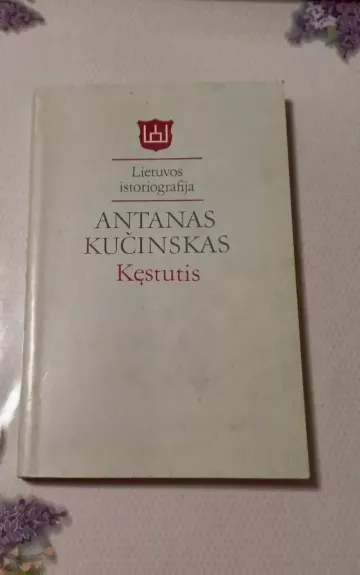 Lietuvos
istoriografija
ANTANAS
KUČINSKAS
Kęstutis